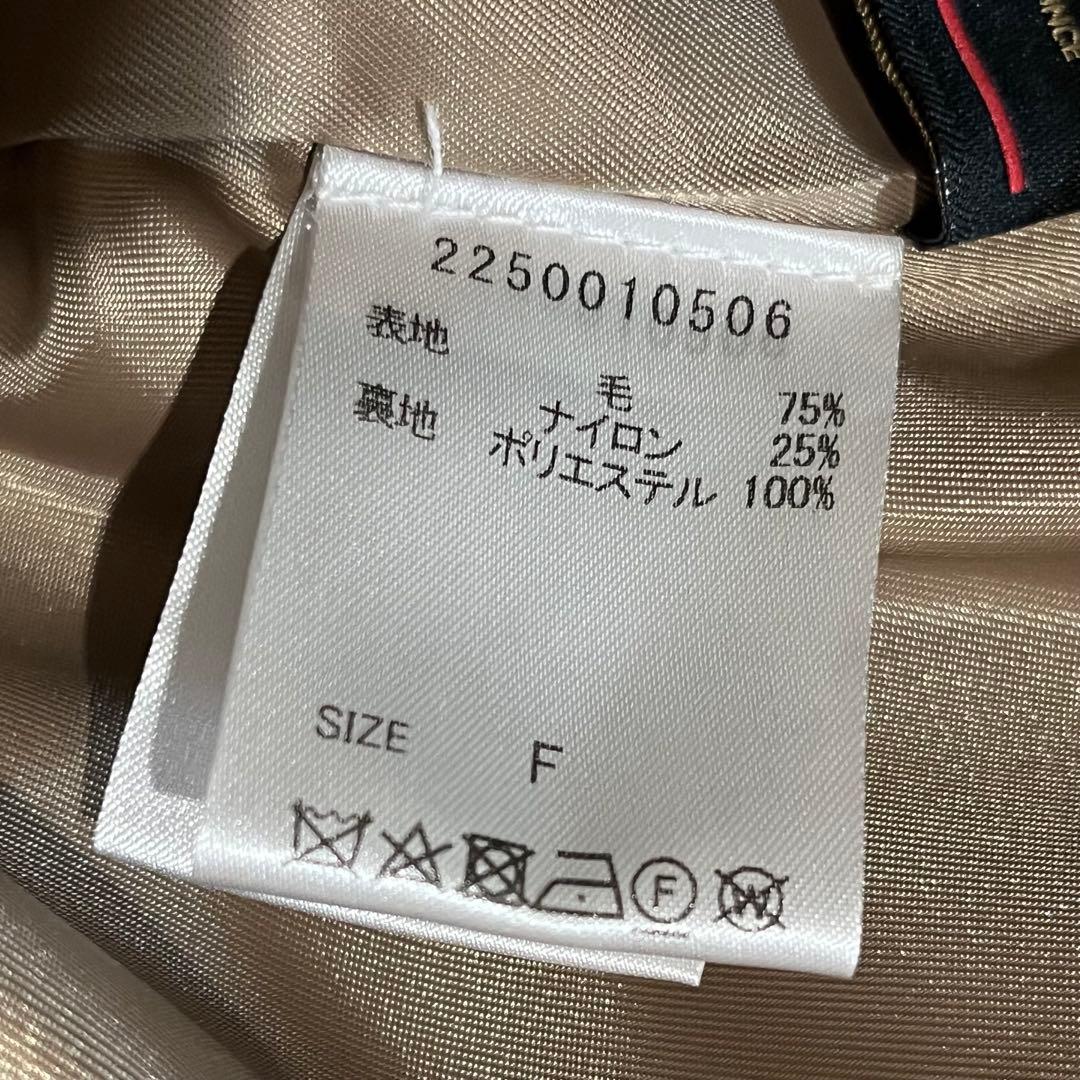 2250010506
表地
毛 75%
ナイロン 25%
裏地
ポリエステル 100%
SIZE F
F
W